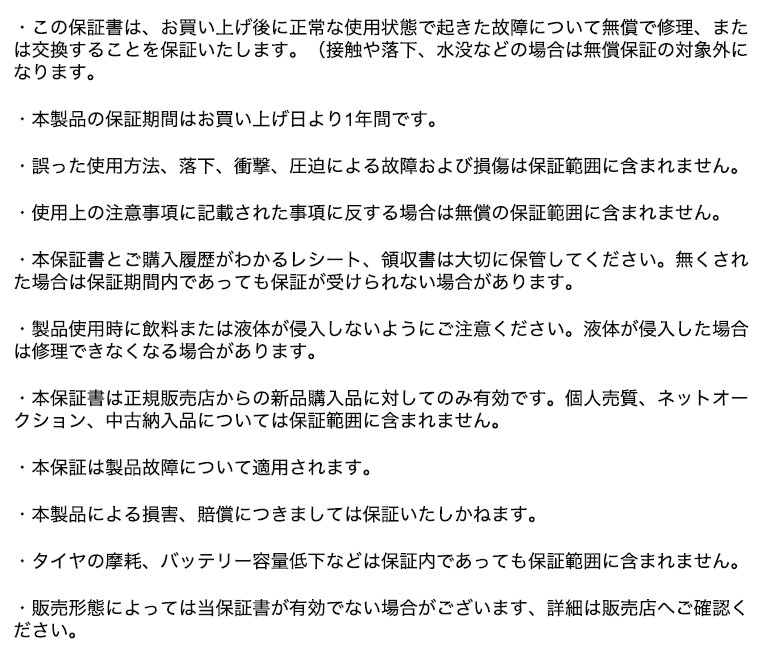 ・この保証書は、お買い上げ後に正常な使用状態で起きた故障について無償で修理、また
は交換することを保証いたします。（接触や落下、水没などの場合は無償保証の対象外に
なります。
・本製品の保証期間はお買い上げ日より1年間です。
・誤った使用方法、落下、衝撃、圧迫による故障および損傷は保証範囲に含まれません。
・使用上の注意事項に記載された事項に反する場合は無償の保証範囲に含まれません。
・本保証書とご購入履歴がわかるレシート、領収書は大切に保管してください。無くされ
た場合は保証期間内であっても保証が受けられない場合があります。
・製品使用時に飲料または液体が侵入しないようにご注意ください。液体が侵入した場合
は修理できなくなる場合があります。
・本保証書は正規販売店からの新品購入品に対してのみ有効です。個人売買、ネットオー
クション、中古納入品については保証範囲に含まれません。
・本保証は製品故障について適用されます。
・本製品による損害、賠償につきましては保証いたしかねます。
・タイヤの摩耗、バッテリー容量低下などは保証内であっても保証範囲に含まれません。
・販売形態によっては当保証書が有効でない場合がございます、詳細は販売店へご確認く
ださい。